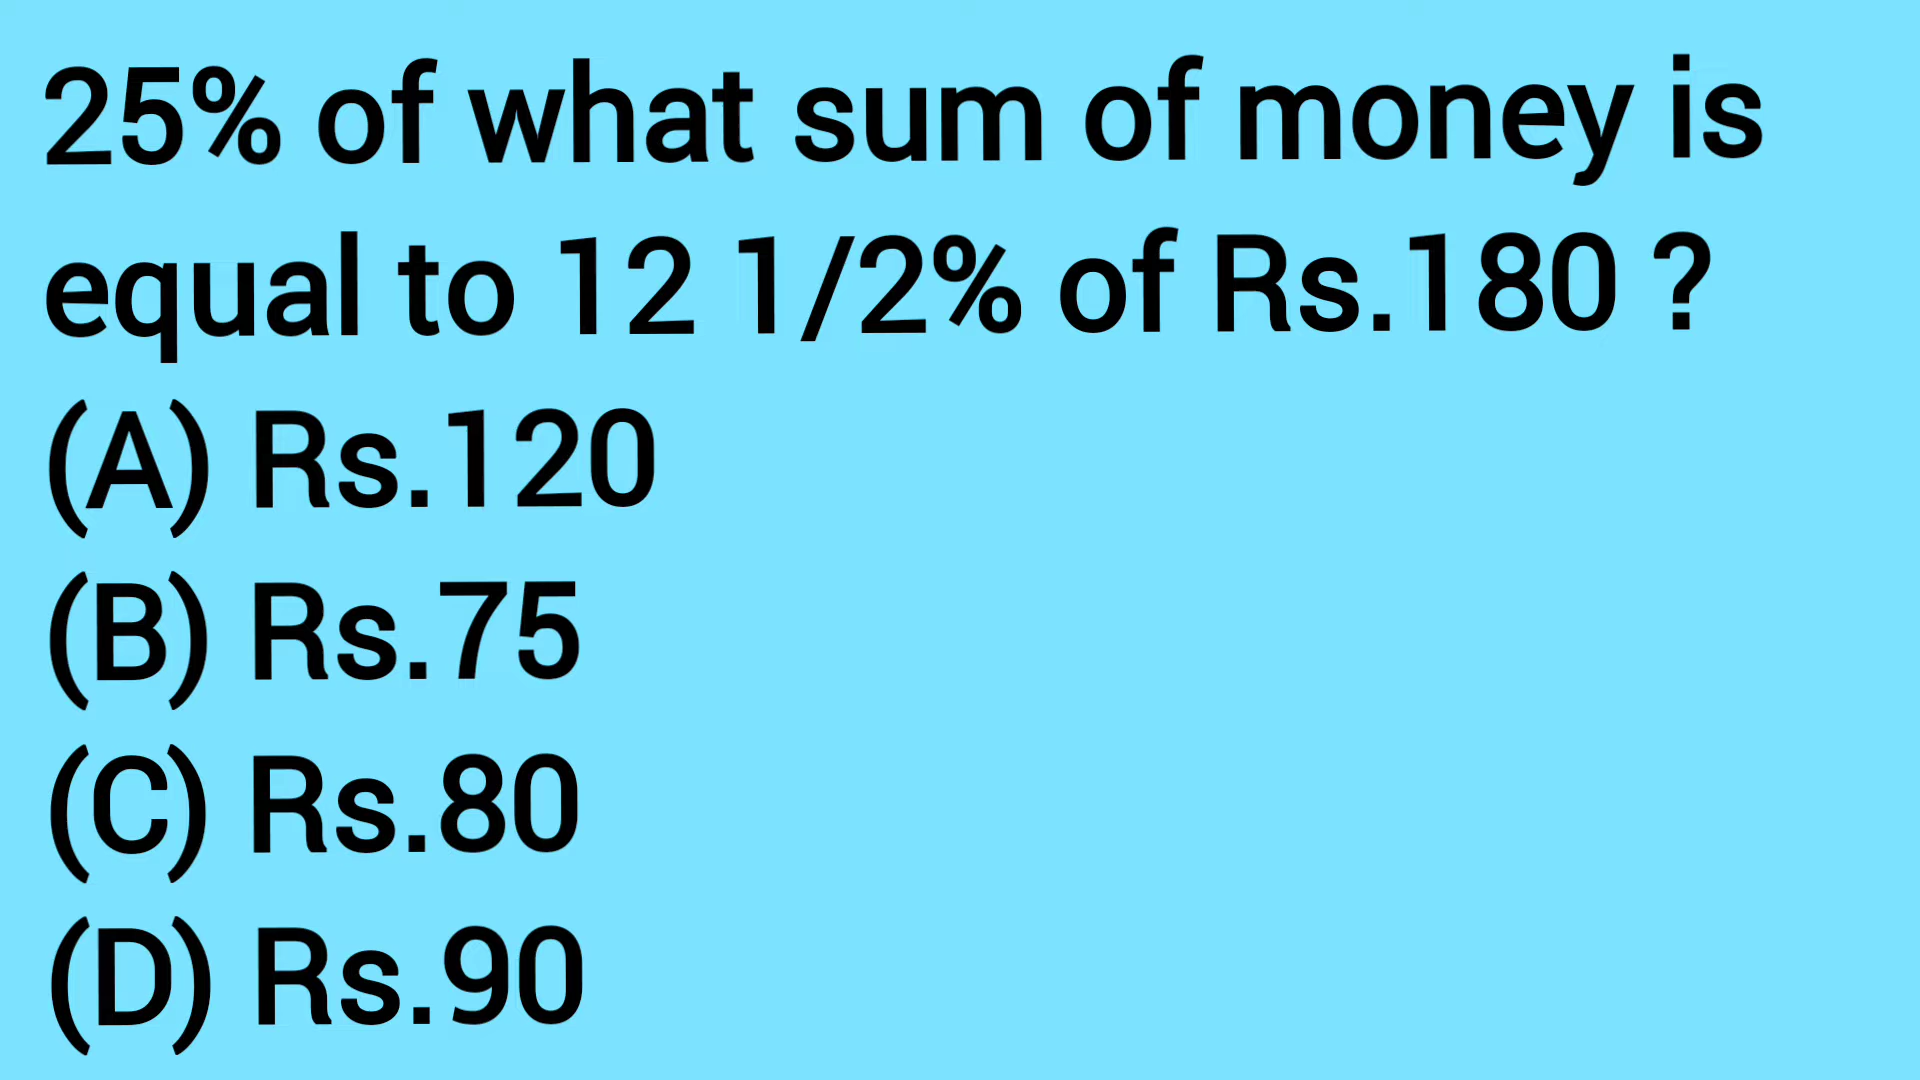 25% of what sum of money is
equal to 12 1/2% of Rs.180 ?
(A) Rs.120
(B) Rs.75
(C) Rs.80
(D) Rs.90